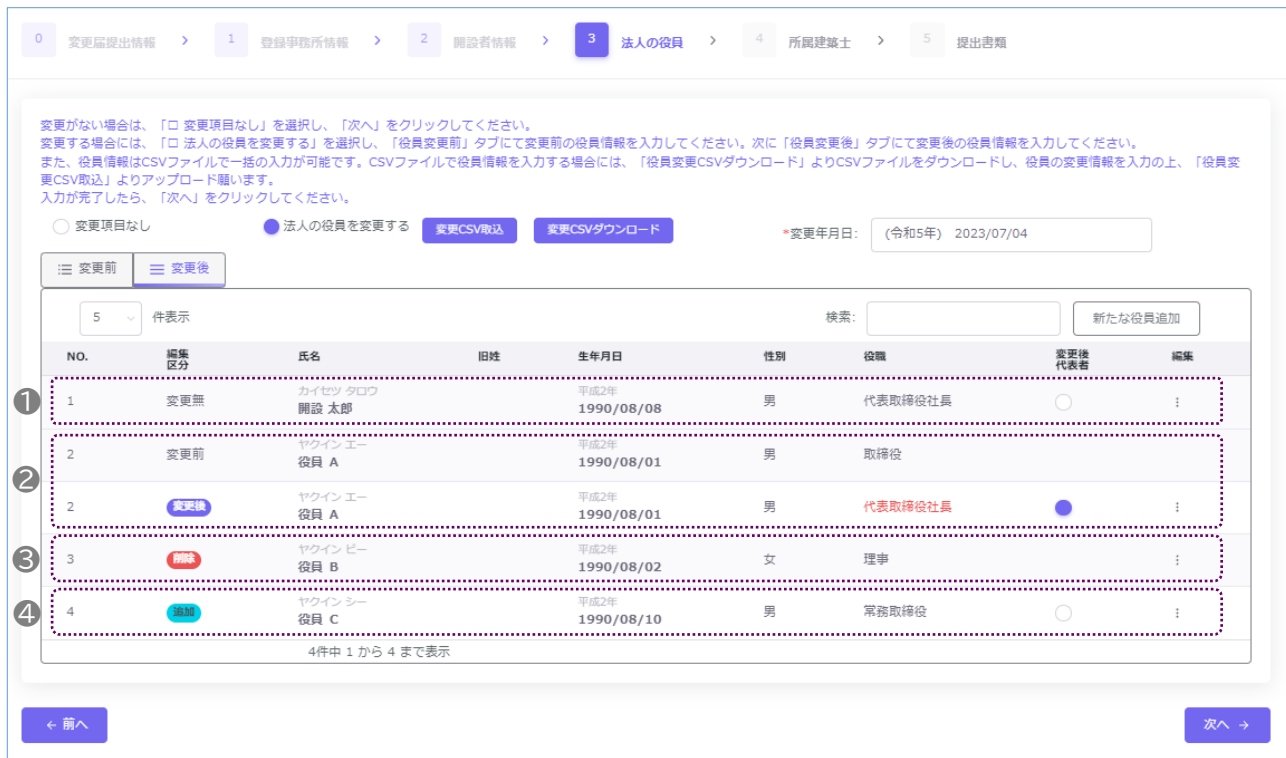 0 変更届提出情報 > 1 登録事務所情報 > 2 開設者情報 > 3 法人の役員 > 4 所属建築士 > 5 提出書類
変更がない場合は、「□ 変更項目なし」を選択し、「次へ」をクリックしてください。
変更する場合には、「□ 法人の役員を変更する」を選択し、「役員変更前」タブにて変更前の役員情報を入力してください。次に「役員変更後」タブにて変更後の役員情報を入力してください。
また、役員情報はCSVファイルで一括の入力が可能です。CSVファイルで役員情報を入力する場合には、「役員変更CSVダウンロード」よりCSVファイルをダウンロードし、役員の変更情報を入力の上、「役員変
更CSV取込」よりアップロード願います。
入力が完了したら、「次へ」をクリックしてください。
変更項目なし 法人の役員を変更する 変更CSV取込 変更CSVダウンロード *変更年月日: (令和5年) 2023/07/04
変更前 変更後
5 件表示 検索: 新たな役員追加
NO. 編集 氏名 旧姓 生年月日 性別 役職 変更後 編集
区分 代表者
カイセツ タロウ 平成2年
❶ 1 変更無 開設 太郎 1990/08/08 男 代表取締役社長
ヤクイン エー 平成2年
2 変更前 役員 A 1990/08/01 男 取締役
❷
ヤクイン エー 平成2年
2 変更後 役員 A 1990/08/01 男 代表取締役社長
ヤクイン ビー 平成2年
❸ 3 削除 役員 B 1990/08/02 女 理事
ヤクイン シー 平成2年
❹ 4 追加 役員 C 1990/08/10 男 常務取締役
4件中 1 から 4 まで表示
← 前へ 次へ →